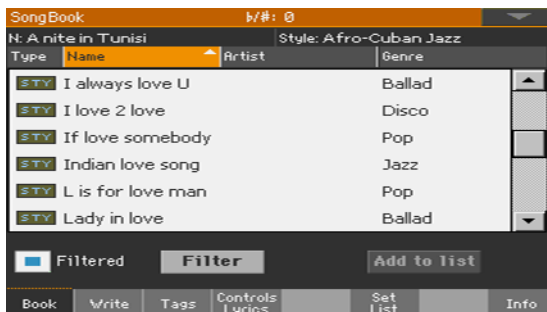 SongBook ♭/#: 0
N: A nite in Tunisi Style: Afro-Cuban Jazz
Type Name Artist Genre
STY I always love U Ballad
STY I love 2 love Disco
STY If love somebody Pop
STY Indian love song Jazz
STY L is for love man Pop
STY Lady in love Ballad
Filtered Filter Add to list
Book Write Tags Controls Lyrics Set List Info